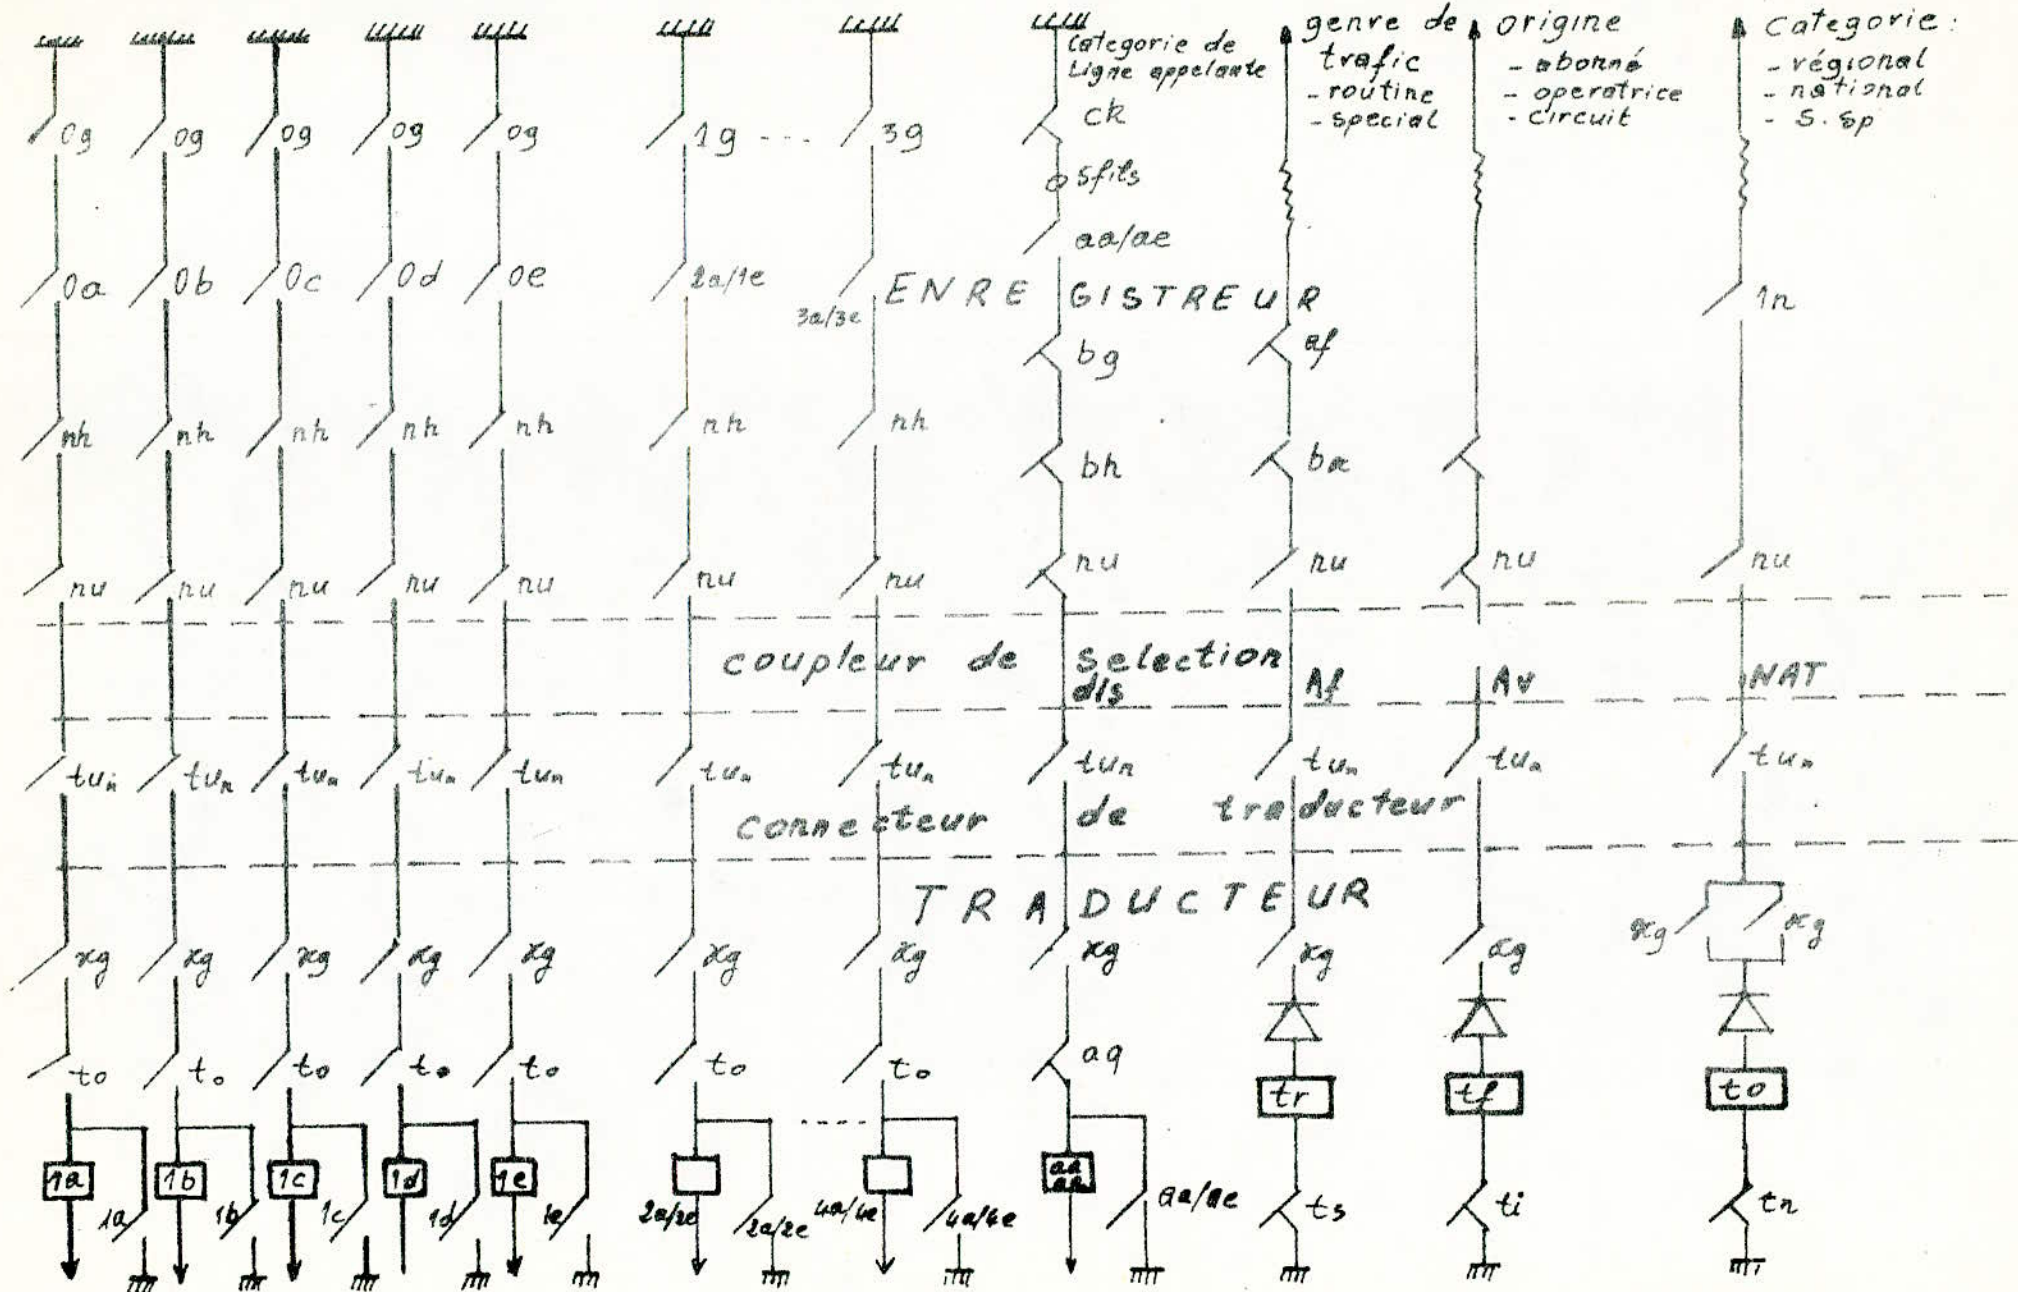 Categorie de
Ligne appelante
genre de
trafic
- routine
- special
origine
- abonné
- operatrice
- circuit
categorie:
- régional
- national
- S. Sp
0g 0g 0g 0g 0g 1g --- 3g ck
5fils
aa/ae
0a 0b 0c 0d 0e 2a/1e 3a/3e
ENREGISTREUR
1n
bg af
nh nh nh nh nh nh nh
bh ba
nu nu nu nu nu nu nu nu nu nu nu
coupleur de selection
dls Af Av NAT
tun tun tun tun tun tun tun tun tun tun tun
connecteur de traducteur
TRADUCTEUR
xg xg xg xg xg xg xg xg xg xg xg xg
to to to to to to to aq
tr tf to
1a 1b 1c 1d 1e aa
1a 1b 1c 1d 1e 2a/2e 2a/2e 4a/4e 4a/4e aa/ae ts ti tn